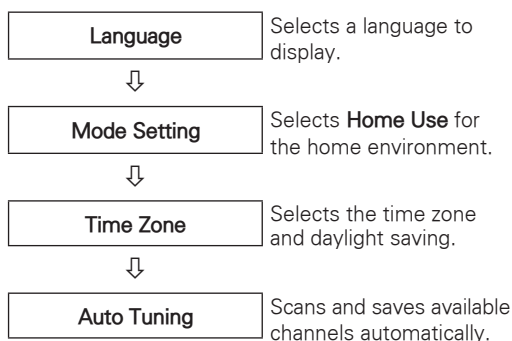 Language
Selects a language to
display.
Mode Setting
Selects Home Use for
the home environment.
Time Zone
Selects the time zone
and daylight saving.
Auto Tuning
Scans and saves available
channels automatically.